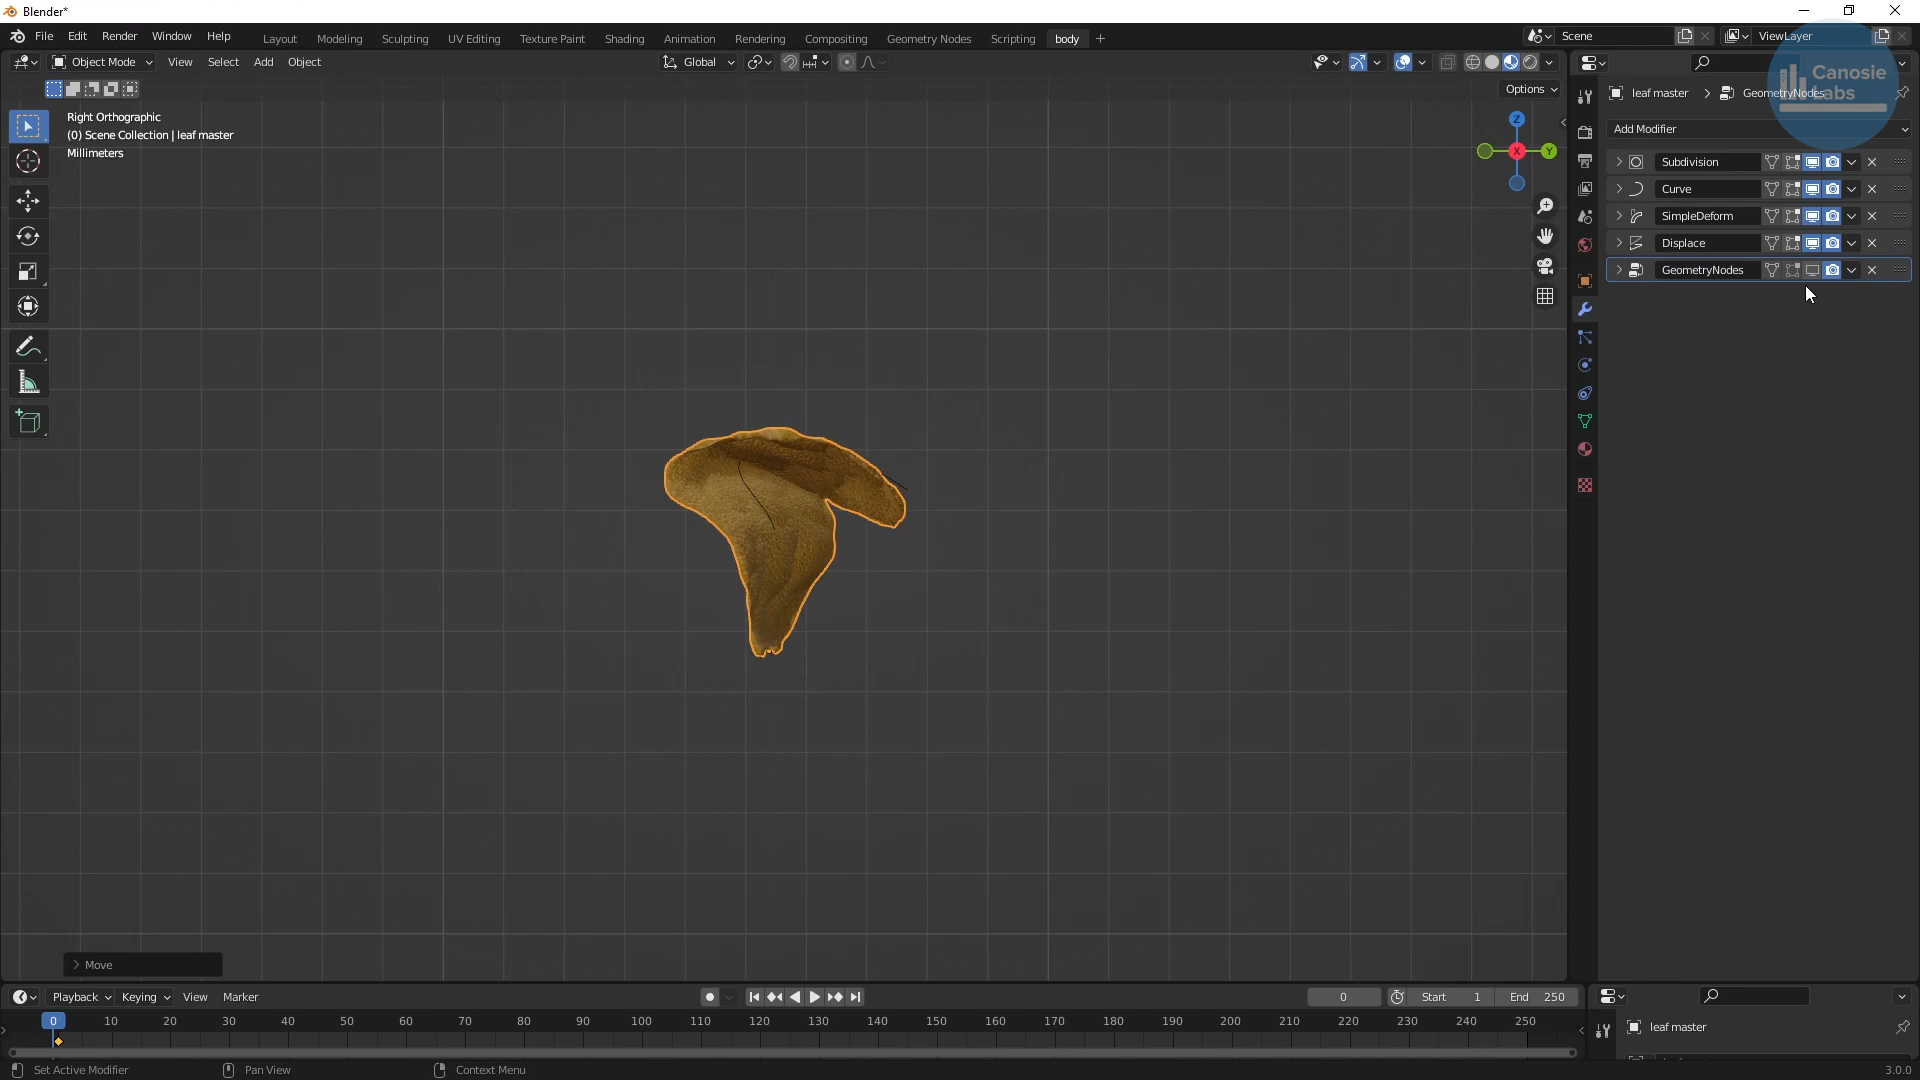 Blender*
File Edit Render Window Help
Layout Modeling Sculpting UV Editing Texture Paint Shading Animation Rendering Compositing Geometry Nodes Scripting body
Scene
ViewLayer
Object Mode View Select Add Object
Global
Options
Canosie Labs
leaf master > GeometryNodes
Add Modifier
Subdivision
Curve
SimpleDeform
Displace
GeometryNodes
Right Orthographic
(0) Scene Collection | leaf master
Millimeters
Z
X
Y
> Move
Playback Keying View Marker
0 Start 1 End 250
0 10 20 30 40 50 60 70 80 90 100 110 120 130 140 150 160 170 180 190 200 210 220 230 240 250
leaf master
Set Active Modifier Pan View Context Menu
3.0.0